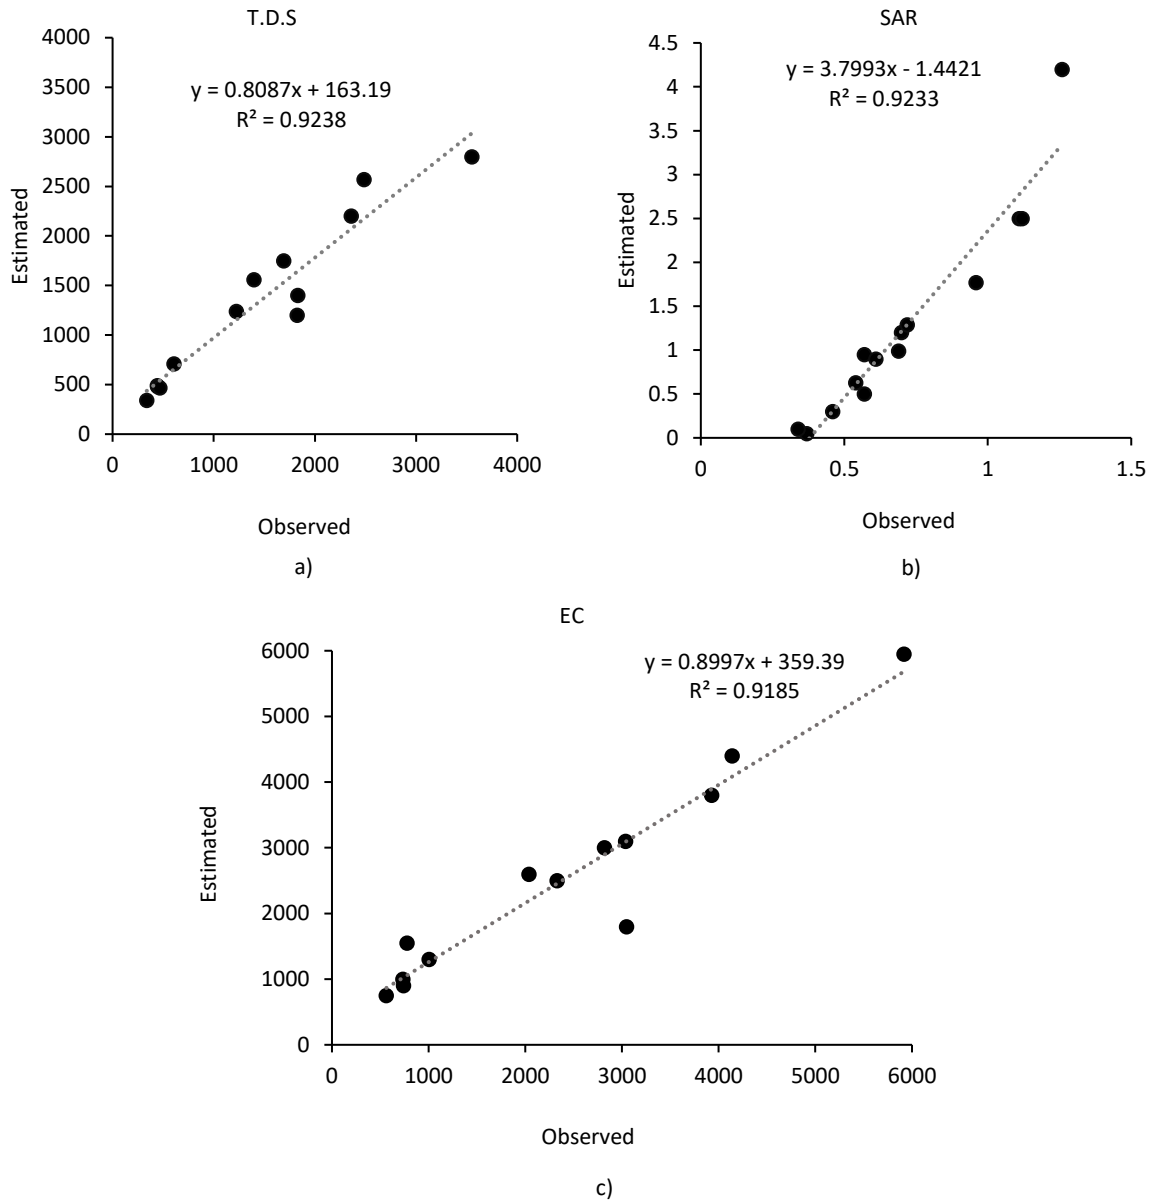 T.D.S
4000
3500
3000
2500
2000
1500
1000
500
0
y = 0.8087x + 163.19
R² = 0.9238
Estimated
0 1000 2000 3000 4000
Observed
a)
SAR
4.5
4
3.5
3
2.5
2
1.5
1
0.5
0
y = 3.7993x - 1.4421
R² = 0.9233
Estimated
0 0.5 1 1.5
Observed
b)
EC
6000
5000
4000
3000
2000
1000
0
y = 0.8997x + 359.39
R² = 0.9185
Estimated
0 1000 2000 3000 4000 5000 6000
Observed
c)